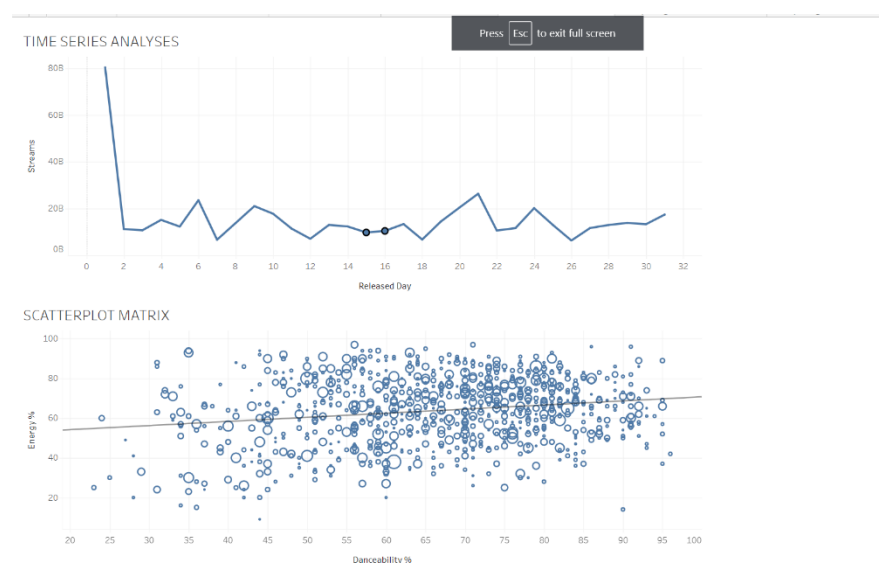 Press Esc to exit full screen
TIME SERIES ANALYSES
80B
60B
40B
20B
0B
Streams
0 2 4 6 8 10 12 14 16 18 20 22 24 26 28 30 32
Released Day
SCATTERPLOT MATRIX
100
80
60
40
20
Energy %
20 25 30 35 40 45 50 55 60 65 70 75 80 85 90 95 100
Danceability %